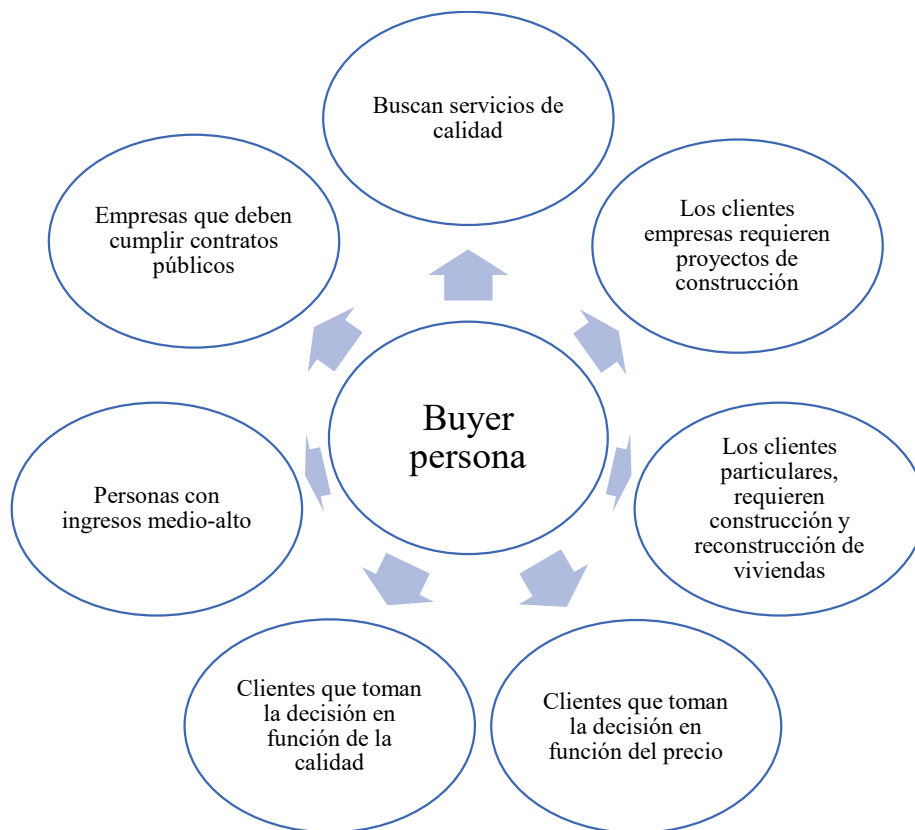 Buscan servicios de
calidad
Empresas que deben
cumplir contratos
públicos
Los clientes
empresas requieren
proyectos de
construcción
Buyer
persona
Personas con
ingresos medio-alto
Los clientes
particulares,
requieren
construcción y
reconstrucción de
viviendas
Clientes que toman
la decisión en
función de la
calidad
Clientes que toman
la decisión en
función del precio